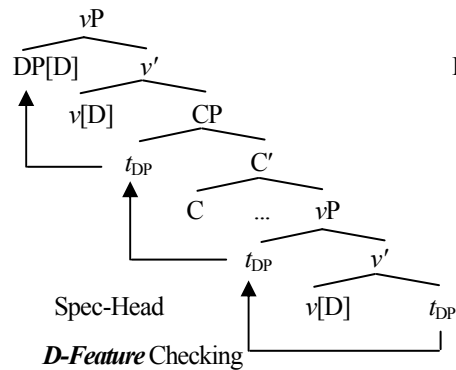 vP
DP[D] v′
v[D] CP
t_DP C′
C ... vP
t_DP v′
Spec-Head v[D] t_DP
D-Feature Checking